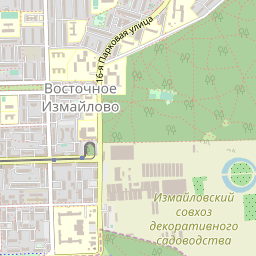 16-я Парковая улица
Восточное
Измайлово
Измайловский
совхоз
декоративного
садоводства